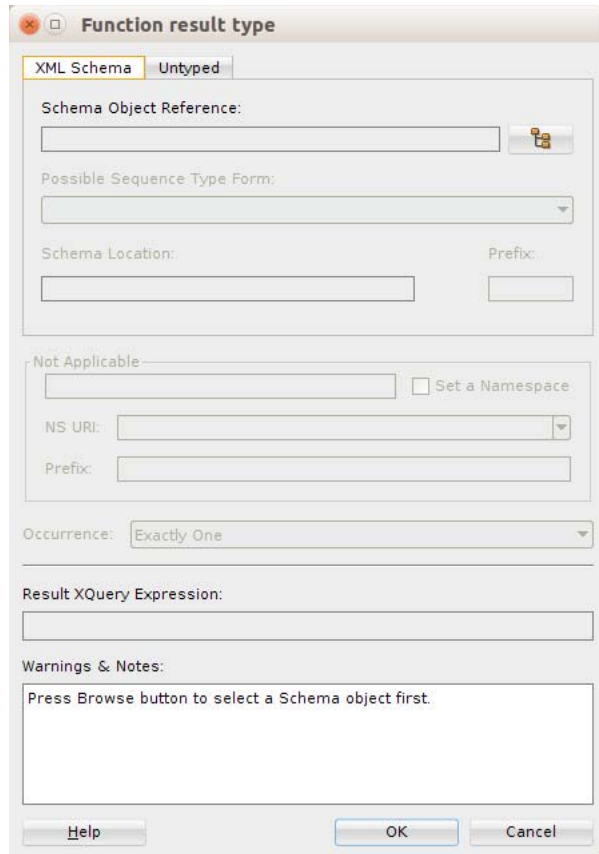 Function result type
XML Schema Untyped
Schema Object Reference:
Possible Sequence Type Form:
Schema Location: Prefix:
Not Applicable
Set a Namespace
NS URI:
Prefix:
Occurrence: Exactly One
Result XQuery Expression:
Warnings & Notes:
Press Browse button to select a Schema object first.
Help OK Cancel